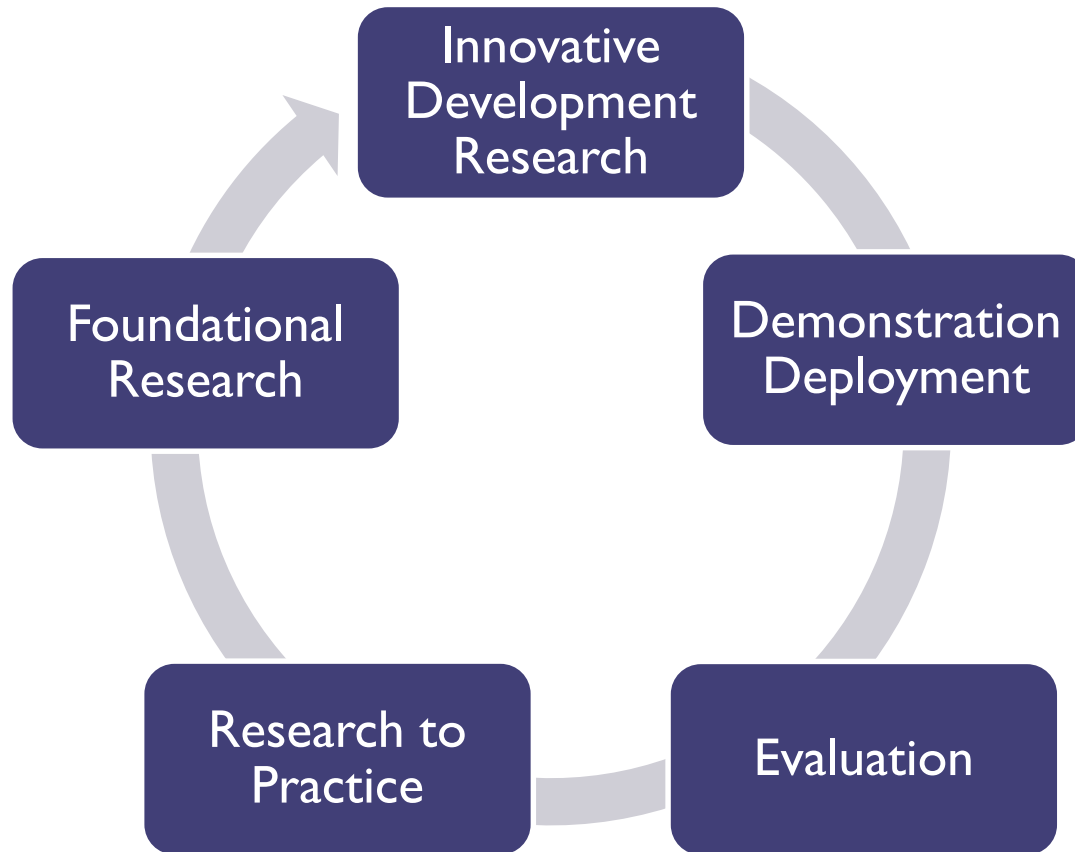 Innovative
Development
Research
Foundational
Research
Demonstration
Deployment
Research to
Practice
Evaluation